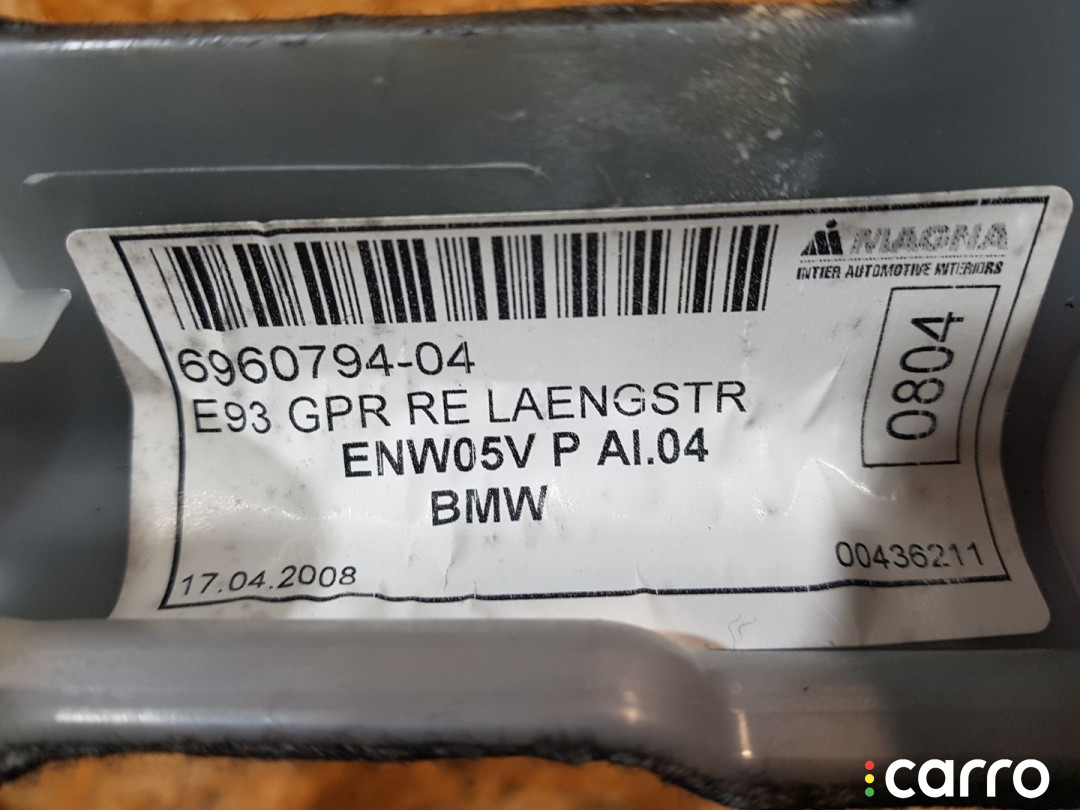 MAGNA
INTIER AUTOMOTIVE INTERIORS
6960794-04
E93 GPR RE LAENGSTR
ENW05V P AI.04
BMW
0804
17.04.2008
00436211
carro